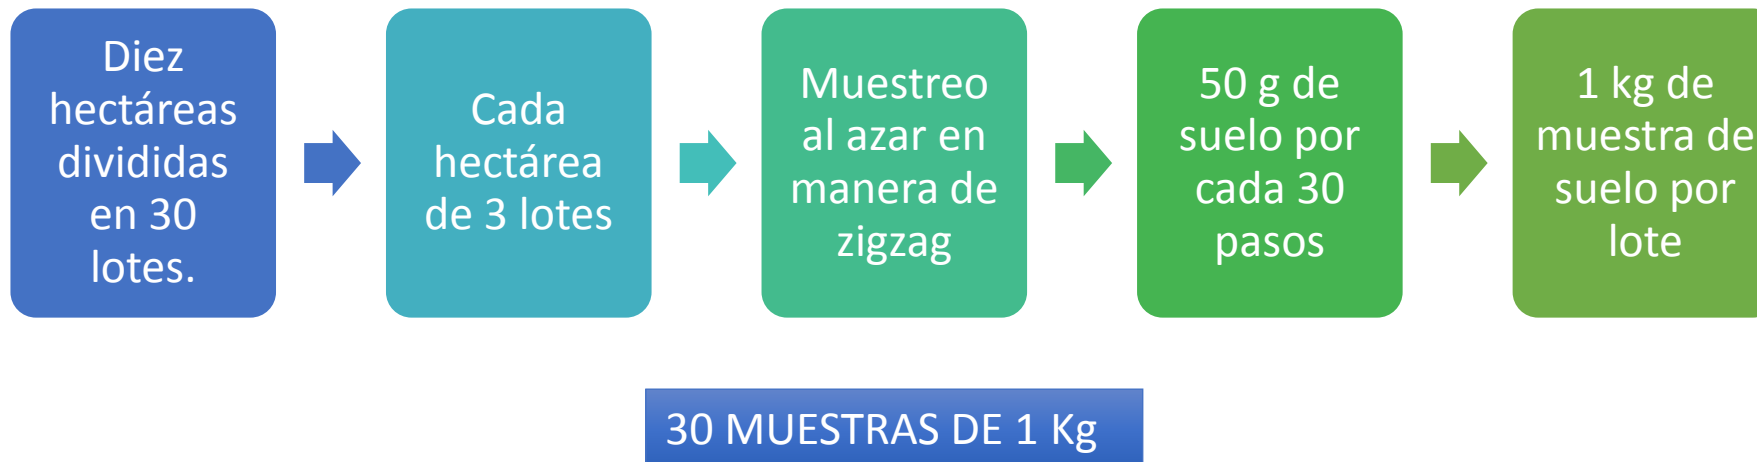 Diez
hectáreas
divididas
en 30
lotes.
Cada
hectárea
de 3 lotes
Muestreo
al azar en
manera de
zigzag
50 g de
suelo por
cada 30
pasos
1 kg de
muestra de
suelo por
lote
30 MUESTRAS DE 1 Kg